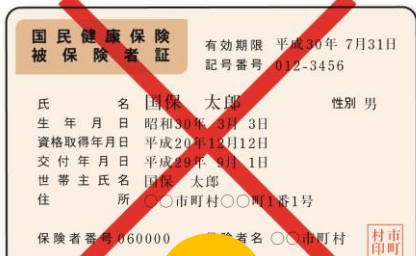 国民健康保険
被保険者証
有効期限 平成30年 7月31日
記号番号 012-3456
氏名 国保 太郎 性別 男
生年月日 昭和30年 3月 3日
資格取得年月日 平成20年12月12日
交付年月日 平成29年 9月 1日
世帯主氏名 国保 太郎
住所 〇〇市町村〇〇町1番1号
保険者番号 060000 険者名 〇〇市町村
市町村印